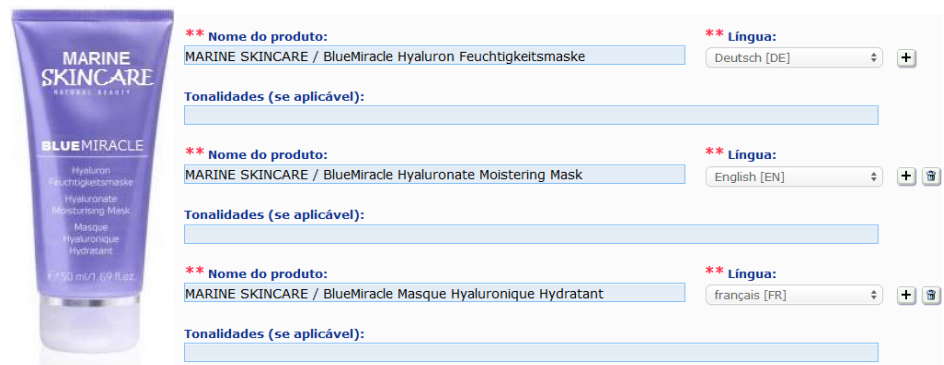 MARINE
SKINCARE
NATURAL BEAUTY
BLUEMIRACLE
Hyaluron
Feuchtigkeitsmaske
Hyaluronate
Moisturising Mask
Masque
Hyaluronique
Hydratant
50 ml/1.69 fl.oz.
** Nome do produto:
** Língua:
MARINE SKINCARE / BlueMiracle Hyaluron Feuchtigkeitsmaske
Deutsch [DE]
+
Tonalidades (se aplicável):
** Nome do produto:
** Língua:
MARINE SKINCARE / BlueMiracle Hyaluronate Moistering Mask
English [EN]
+
Tonalidades (se aplicável):
** Nome do produto:
** Língua:
MARINE SKINCARE / BlueMiracle Masque Hyaluronique Hydratant
français [FR]
+
Tonalidades (se aplicável):